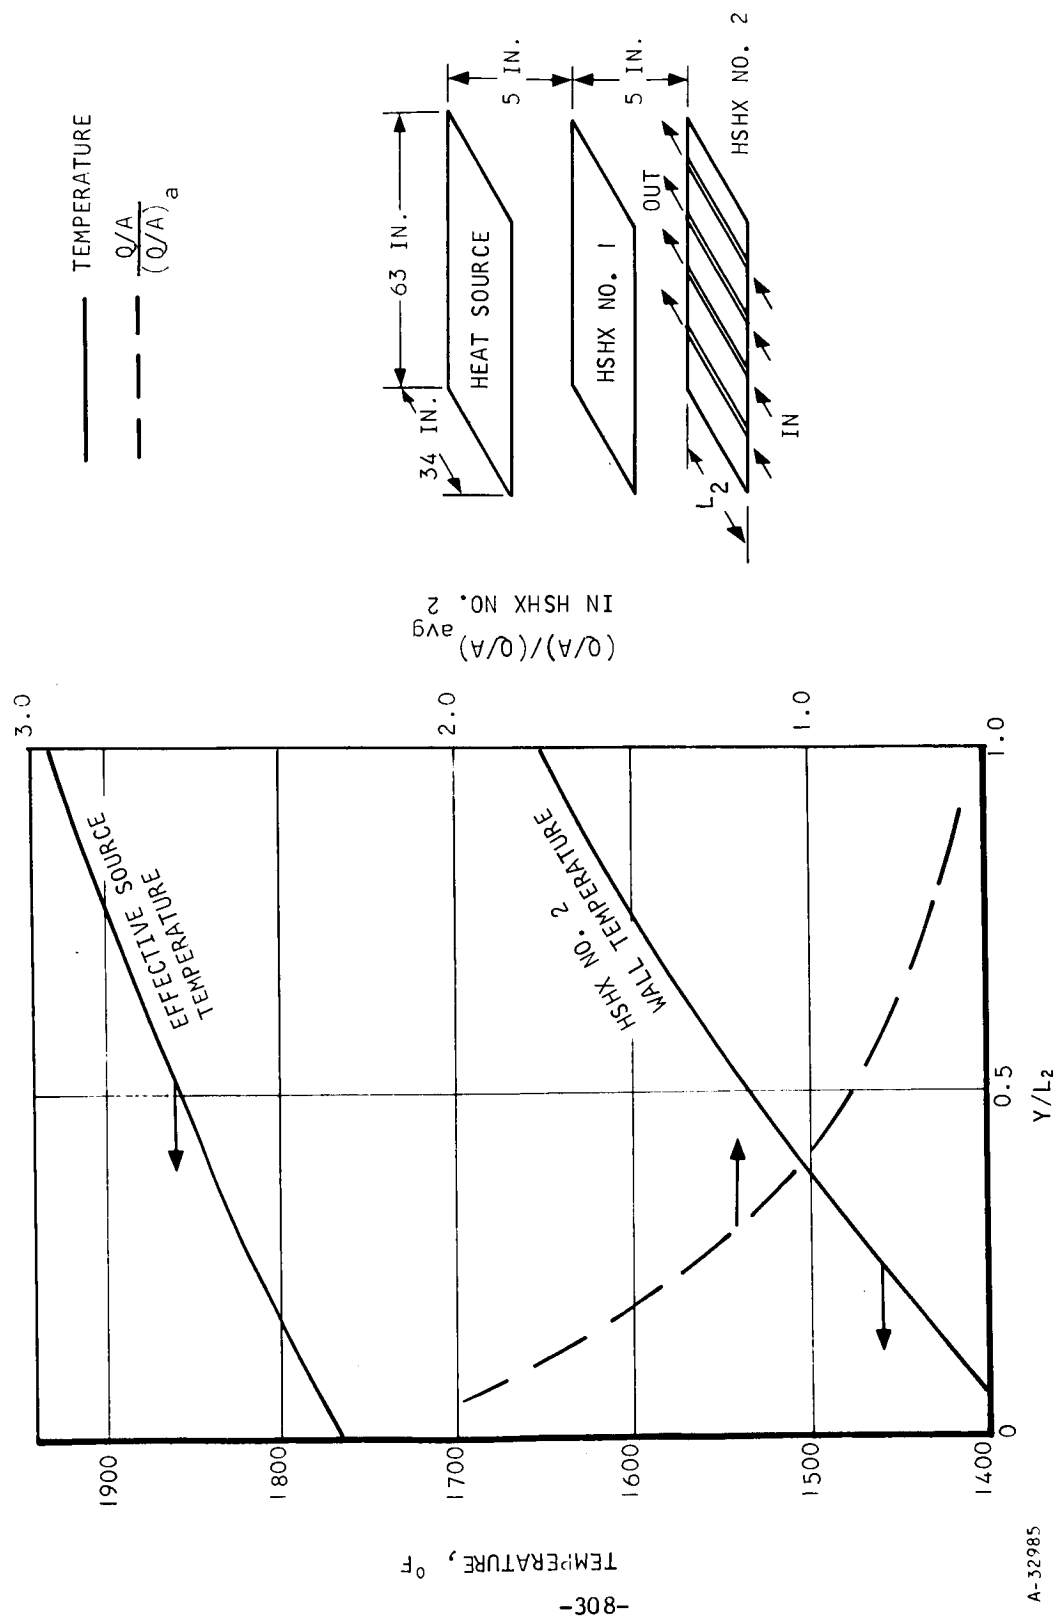 TEMPERATURE
Q/A
(Q/A)a
63 IN.
34 IN.
HEAT SOURCE
5 IN.
HSHX NO. 1
5 IN.
OUT
L2
IN
HSHX NO. 2
TEMPERATURE, °F
1900
1800
1700
1600
1500
1400
EFFECTIVE SOURCE
TEMPERATURE
HSHX NO. 2
WALL TEMPERATURE
3.0
2.0
1.0
(Q/A)/(Q/A)avg
IN HSHX NO. 2
0
0.5
1.0
Y/L2
A-32985
-308-